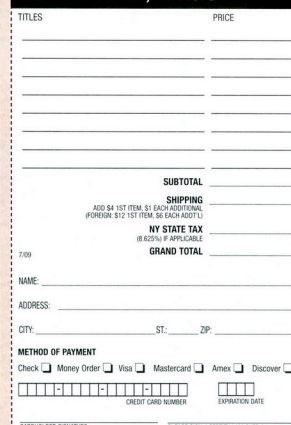 TITLES PRICE
SUBTOTAL
SHIPPING
ADD $4 1ST ITEM, $1 EACH ADDITIONAL
(FOREIGN: $12 1ST ITEM, $6 EACH ADDT'L)
NY STATE TAX
(8.625%) IF APPLICABLE
7/09 GRAND TOTAL
NAME:
ADDRESS:
CITY: ST.: ZIP:
METHOD OF PAYMENT
Check Money Order Visa Mastercard Amex Discover
CREDIT CARD NUMBER EXPIRATION DATE